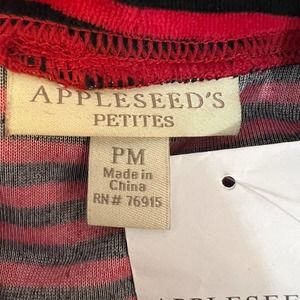 APPLESEED'S
PETITES
PM
Made in
China
RN# 76915